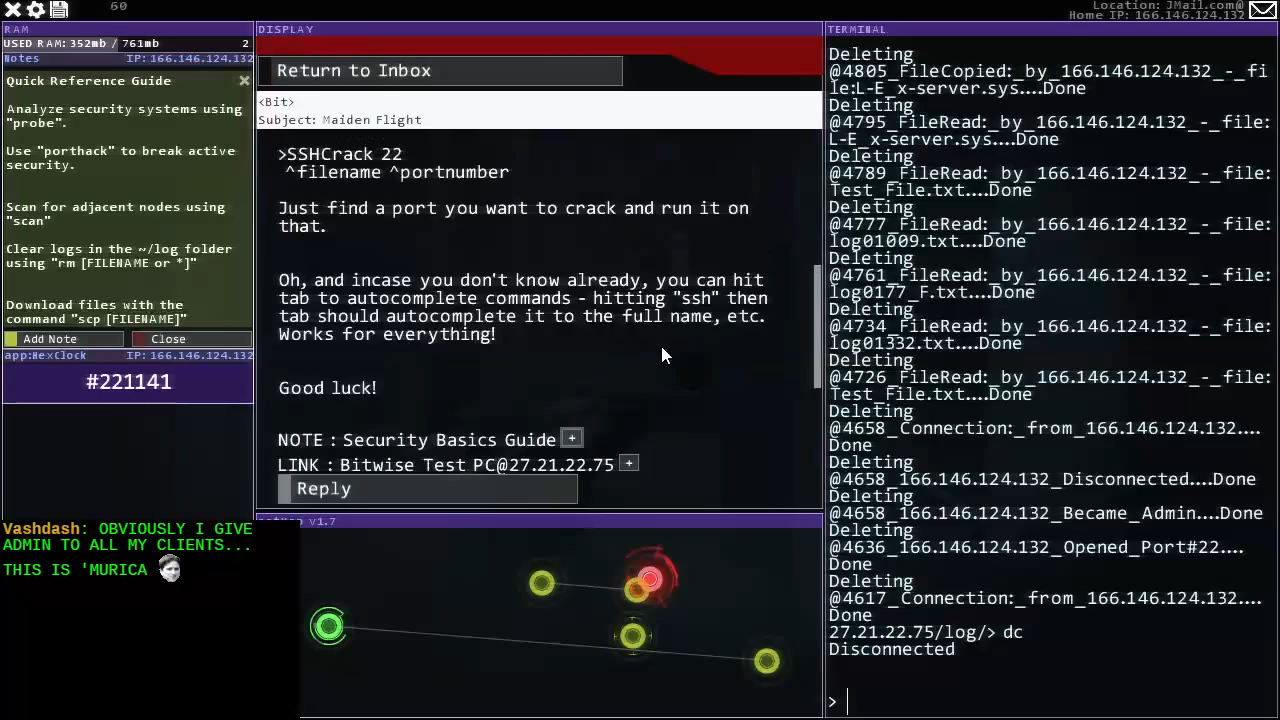 60
Location: JMail.com@
Home IP: 166.146.124.132
RAM
USED RAM: 352mb / 761mb 2
Notes IP: 166.146.124.132
Quick Reference Guide
Analyze security systems using
"probe".
Use "porthack" to break active
security.
Scan for adjacent nodes using
"scan"
Clear logs in the ~/log folder
using "rm [FILENAME or *]"
Download files with the
command "scp [FILENAME]"
Add Note Close
app:HexClock IP: 166.146.124.132
#221141
Vashdash: OBVIOUSLY I GIVE
ADMIN TO ALL MY CLIENTS...
THIS IS 'MURICA
DISPLAY
Return to Inbox
<Bit>
Subject: Maiden Flight
>SSHCrack 22
^filename ^portnumber
Just find a port you want to crack and run it on
that.
Oh, and incase you don't know already, you can hit
tab to autocomplete commands - hitting "ssh" then
tab should autocomplete it to the full name, etc.
Works for everything!
Good luck!
NOTE : Security Basics Guide +
LINK : Bitwise Test PC@27.21.22.75 +
Reply
v1.7
TERMINAL
Deleting
@4805_FileCopied:_by_166.146.124.132_-_fi
le:L-E_x-server.sys....Done
Deleting
@4795_FileRead:_by_166.146.124.132_-_file:
L-E_x-server.sys....Done
Deleting
@4789_FileRead:_by_166.146.124.132_-_file:
Test_File.txt....Done
Deleting
@4777_FileRead:_by_166.146.124.132_-_file:
log01009.txt....Done
Deleting
@4761_FileRead:_by_166.146.124.132_-_file:
log0177_F.txt....Done
Deleting
@4734_FileRead:_by_166.146.124.132_-_file:
log01332.txt....Done
Deleting
@4726_FileRead:_by_166.146.124.132_-_file:
Test_File.txt....Done
Deleting
@4658_Connection:_from_166.146.124.132....
Done
Deleting
@4658_166.146.124.132_Disconnected....Done
Deleting
@4658_166.146.124.132_Became_Admin....Done
Deleting
@4636_166.146.124.132_Opened_Port#22....
Done
Deleting
@4617_Connection:_from_166.146.124.132....
Done
27.21.22.75/log/> dc
Disconnected
>